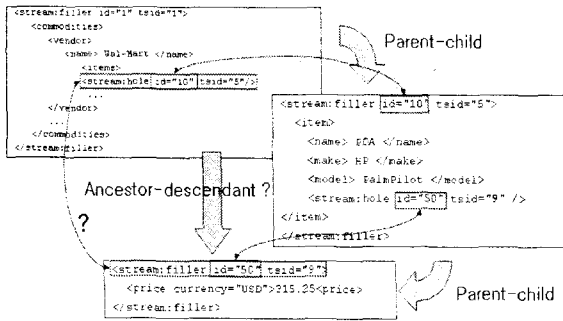 <stream:filler id="1" tsid="1">
<commodities>
<vendor>
<name> Wal-Mart </name>
<items>
<stream:hole id="10" tsid="5"/>
...
</vendor>
...
</commodities>
</stream:filler>
Parent-child
<stream:filler id="10" tsid="5">
<item>
<name> PDA </name>
<make> HP </make>
<model> PalmPilot </model>
<stream:hole id="50" tsid="9" />
</item>
</stream:filler>
Ancestor-descendant ?
?
<stream:filler id="50" tsid="9">
<price currency="USD">315.25<price>
</stream:filler>
Parent-child